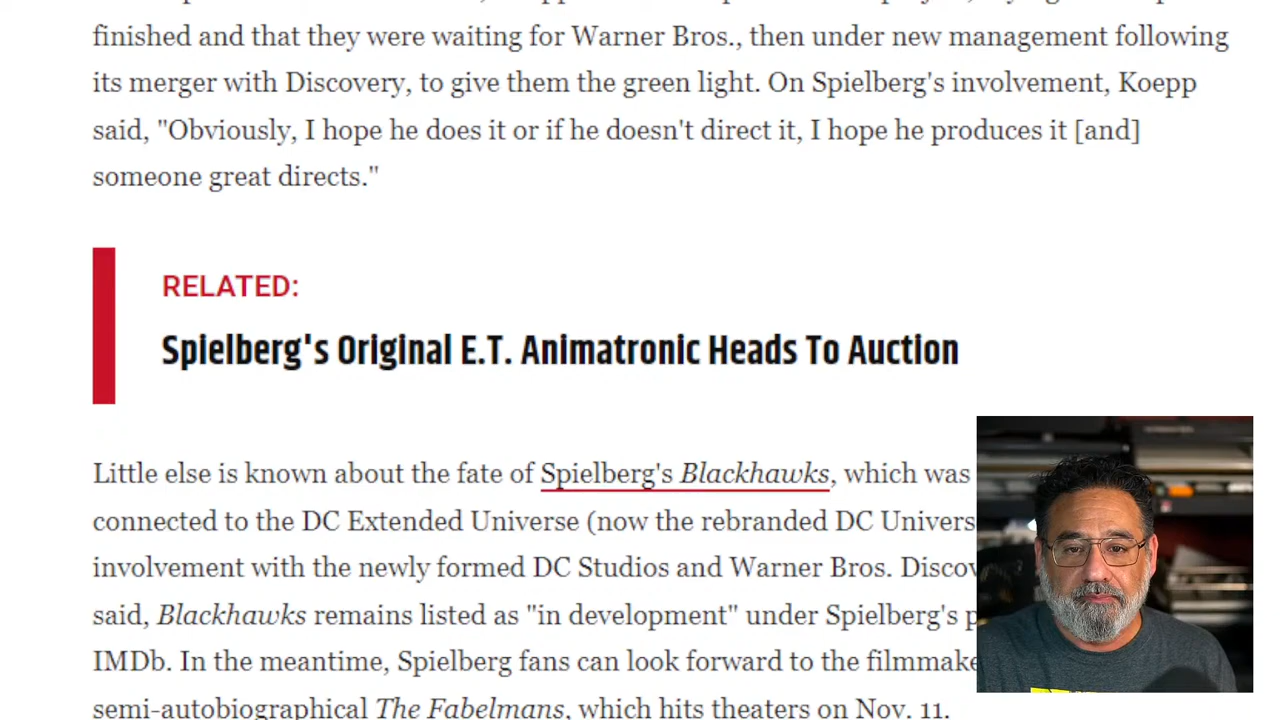 finished and that they were waiting for Warner Bros., then under new management following
its merger with Discovery, to give them the green light. On Spielberg's involvement, Koepp
said, "Obviously, I hope he does it or if he doesn't direct it, I hope he produces it [and]
someone great directs."
RELATED:
Spielberg's Original E.T. Animatronic Heads To Auction
Little else is known about the fate of Spielberg's Blackhawks, which was
connected to the DC Extended Universe (now the rebranded DC Univers
involvement with the newly formed DC Studios and Warner Bros. Discov
said, Blackhawks remains listed as "in development" under Spielberg's p
IMDb. In the meantime, Spielberg fans can look forward to the filmmake
semi-autobiographical The Fabelmans, which hits theaters on Nov. 11.